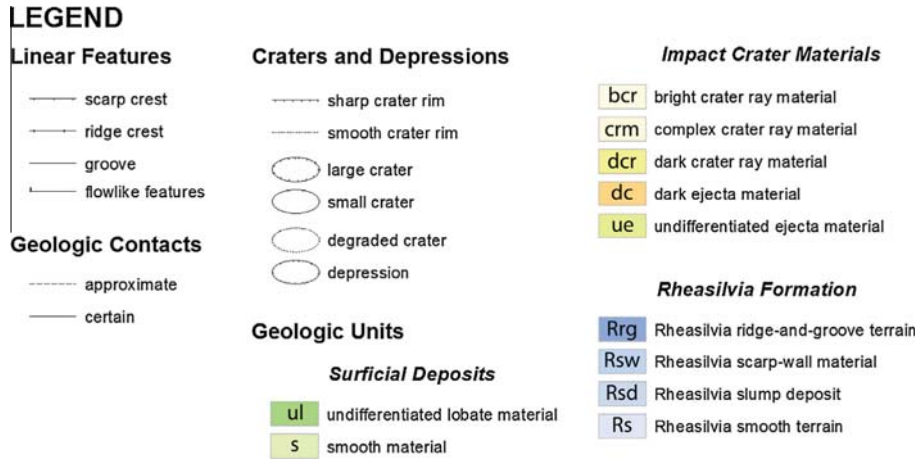 LEGEND
Linear Features
scarp crest
ridge crest
groove
flowlike features
Geologic Contacts
approximate
certain
Craters and Depressions
sharp crater rim
smooth crater rim
large crater
small crater
degraded crater
depression
Geologic Units
Surficial Deposits
ul undifferentiated lobate material
s smooth material
Impact Crater Materials
bcr bright crater ray material
crm complex crater ray material
dcr dark crater ray material
dc dark ejecta material
ue undifferentiated ejecta material
Rheasilvia Formation
Rrg Rheasilvia ridge-and-groove terrain
Rsw Rheasilvia scarp-wall material
Rsd Rheasilvia slump deposit
Rs Rheasilvia smooth terrain